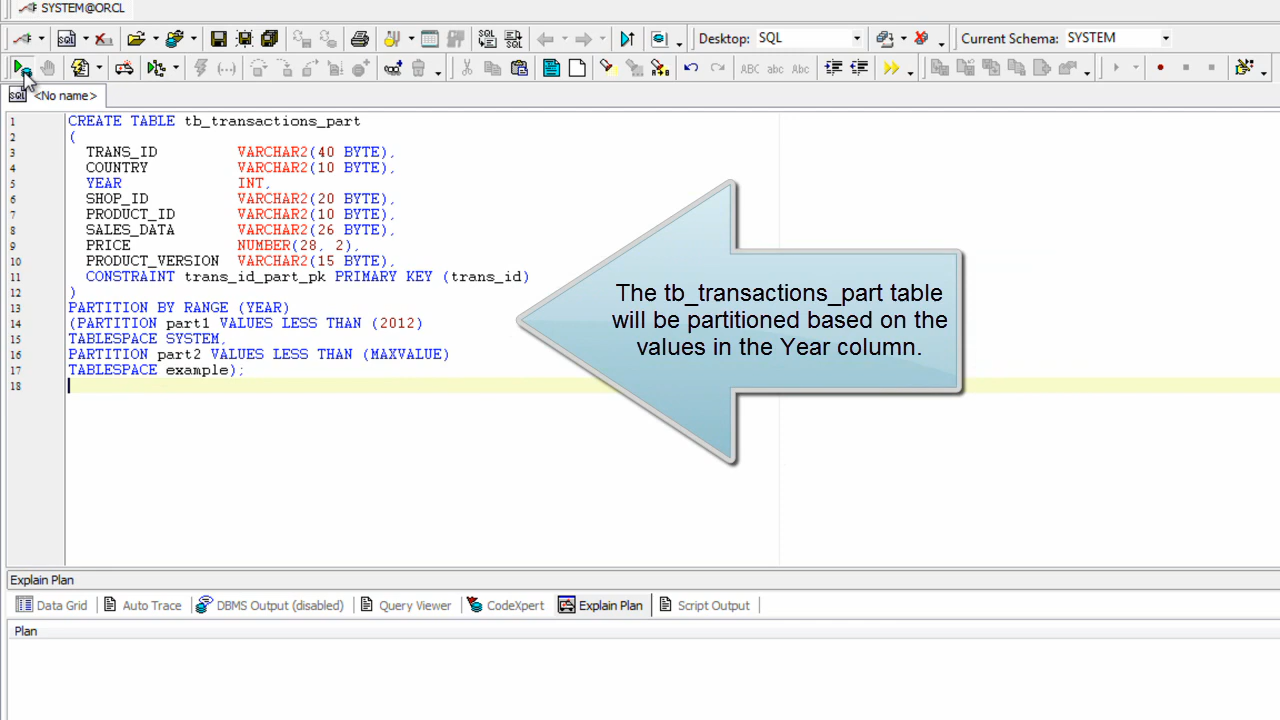 SYSTEM@ORCL
SQL
Desktop: SQL
Current Schema: SYSTEM
ABC abc Abc
SQL <No name>
1 CREATE TABLE tb_transactions_part
2 (
3 TRANS_ID VARCHAR2(40 BYTE),
4 COUNTRY VARCHAR2(10 BYTE),
5 YEAR INT,
6 SHOP_ID VARCHAR2(20 BYTE),
7 PRODUCT_ID VARCHAR2(10 BYTE),
8 SALES_DATA VARCHAR2(26 BYTE),
9 PRICE NUMBER(28, 2),
10 PRODUCT_VERSION VARCHAR2(15 BYTE),
11 CONSTRAINT trans_id_part_pk PRIMARY KEY (trans_id)
12 )
13 PARTITION BY RANGE (YEAR)
14 (PARTITION part1 VALUES LESS THAN (2012)
15 TABLESPACE SYSTEM,
16 PARTITION part2 VALUES LESS THAN (MAXVALUE)
17 TABLESPACE example);
18
The tb_transactions_part table
will be partitioned based on the
values in the Year column.
Explain Plan
Data Grid Auto Trace DBMS Output (disabled) Query Viewer CodeXpert Explain Plan Script Output
Plan